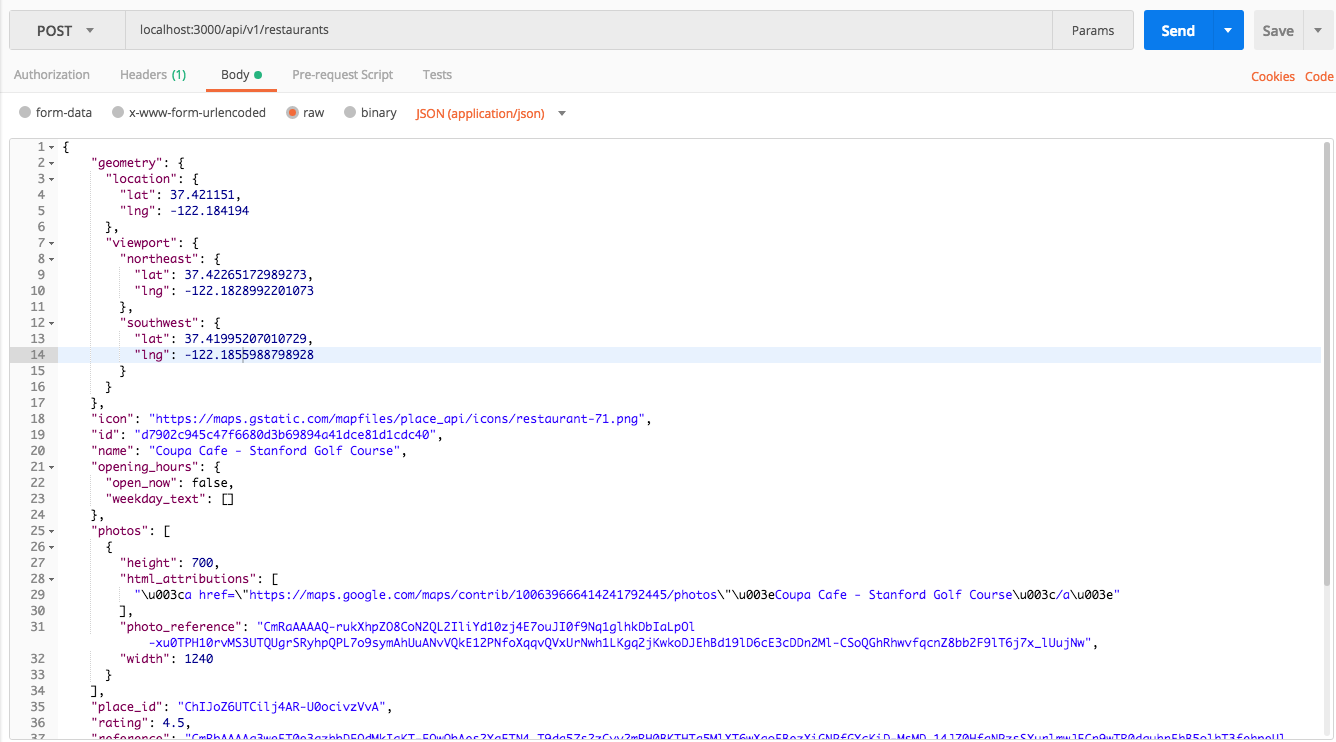 POST localhost:3000/api/v1/restaurants Params Send Save
Authorization Headers (1) Body Pre-request Script Tests Cookies Code
form-data x-www-form-urlencoded raw binary JSON (application/json)
1 {
2 "geometry": {
3 "location": {
4 "lat": 37.421151,
5 "lng": -122.184194
6 },
7 "viewport": {
8 "northeast": {
9 "lat": 37.42265172989273,
10 "lng": -122.1828992201073
11 },
12 "southwest": {
13 "lat": 37.41995207010729,
14 "lng": -122.1855988798928
15 }
16 }
17 },
18 "icon": "https://maps.gstatic.com/mapfiles/place_api/icons/restaurant-71.png",
19 "id": "d7902c945c47f6680d3b69894a41dce81d1cdc40",
20 "name": "Coupa Cafe - Stanford Golf Course",
21 "opening_hours": {
22 "open_now": false,
23 "weekday_text": []
24 },
25 "photos": [
26 {
27 "height": 700,
28 "html_attributions": [
29 "\u003ca href=\"https://maps.google.com/maps/contrib/100639666414241792445/photos\"\u003eCoupa Cafe - Stanford Golf Course\u003c/a\u003e"
30 ],
31 "photo_reference": "CmRaAAAAQ-rukXhpZO8CoN2QL2IliYd10zj4E7ouJI0f9Nq1glhkDbIaLpOl
-xu0TPH10rvMS3UTQUgrSRyhpQPL7o9symAhUuANvVQkE12PNfoXqqvQVxUrNwh1LKgq2jKwkoDJEhBd19lD6cE3cDDnZMl-CSoQGhRhwvfqcnZ8bb2F9lT6j7x_lUujNw",
32 "width": 1240
33 }
34 ],
35 "place_id": "ChIJoZ6UTCilj4AR-U0ocivzVvA",
36 "rating": 4.5,
37 "reference":